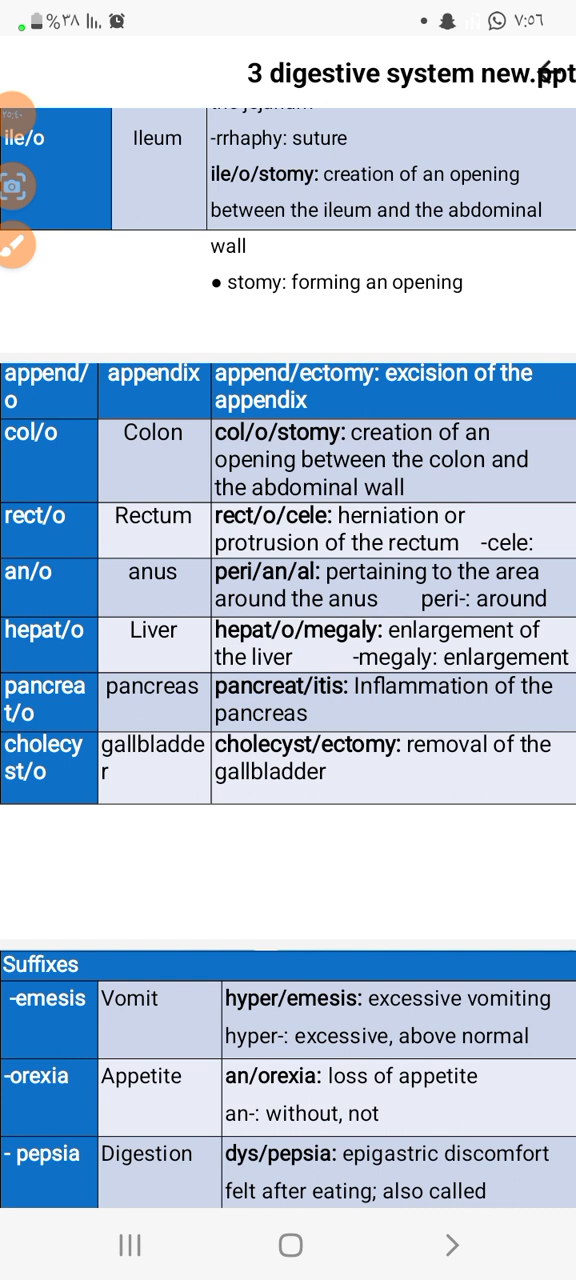 %٣٨
٧:٥٦
3 digestive system new.ppt
٢٥:٤٠
ile/o
Ileum
the jejunum
-rrhaphy: suture
ile/o/stomy: creation of an
opening
between the ileum and the abdominal
wall
● stomy: forming an opening
append/
o
appendix
append/ectomy: excision of the
appendix
col/o
Colon
col/o/stomy: creation of an
opening between the colon and
the abdominal wall
rect/o
Rectum
rect/o/cele: herniation or
protrusion of the rectum -cele:
an/o
anus
peri/an/al: pertaining to the area
around the anus peri-: around
hepat/o
Liver
hepat/o/megaly: enlargement of
the liver -megaly: enlargement
pancrea
t/o
pancreas
pancreat/itis: Inflammation of the
pancreas
cholecy
st/o
gallbladde
r
cholecyst/ectomy: removal of the
gallbladder
Suffixes
-emesis
Vomit
hyper/emesis: excessive vomiting
hyper-: excessive, above normal
-orexia
Appetite
an/orexia: loss of appetite
an-: without, not
- pepsia
Digestion
dys/pepsia: epigastric discomfort
felt after eating; also called